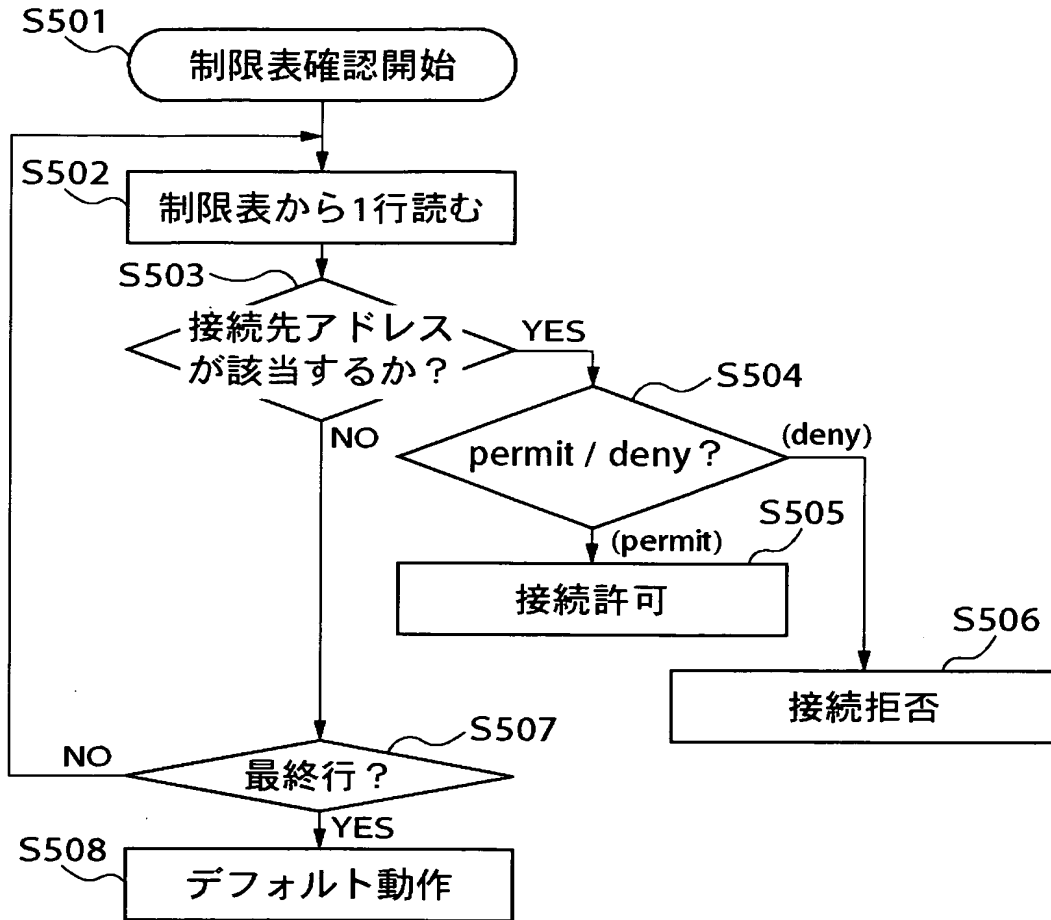 S501
制限表確認開始
S502
制限表から1行読む
S503
接続先アドレス
が該当するか？
YES
NO
S504
permit / deny？
(deny)
(permit)
S505
接続許可
S506
接続拒否
S507
最終行？
NO
YES
S508
デフォルト動作